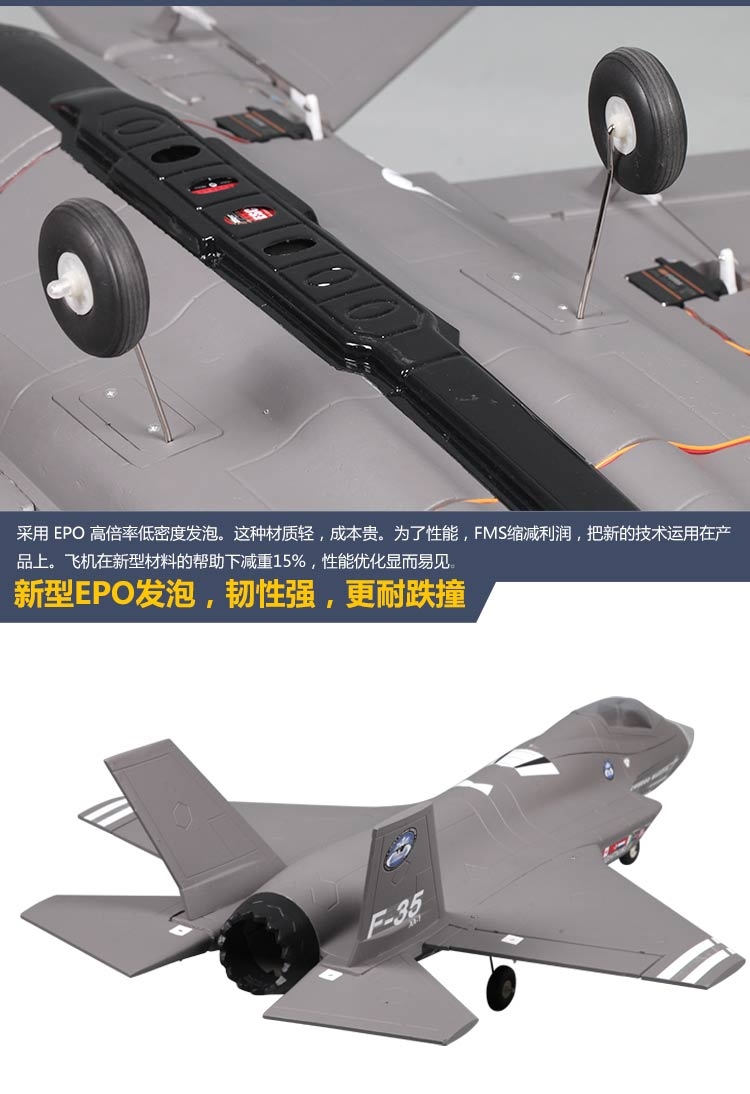 采用 EPO 高倍率低密度发泡。这种材质轻，成本贵。为了性能，FMS缩减利润，把新的技术运用在产
品上。飞机在新型材料的帮助下减重15%，性能优化显而易见。
新型EPO发泡，韧性强，更耐跌撞
F-35
AA-1